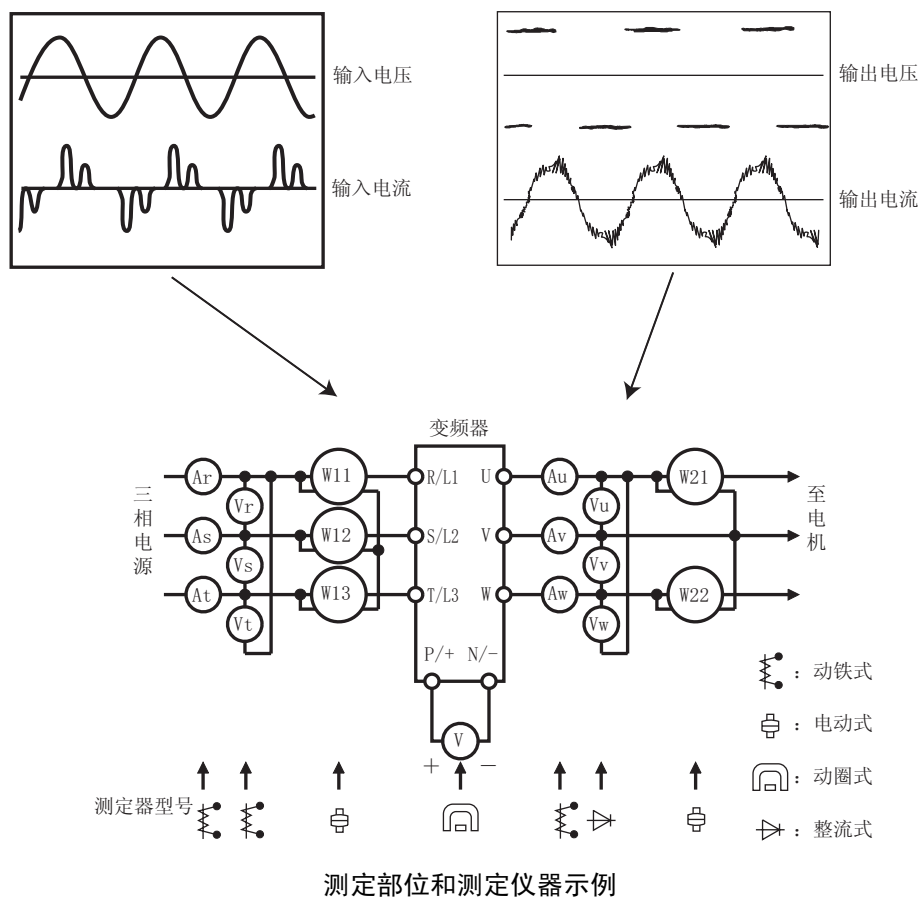 输入电压
输入电流
输出电压
输出电流
变频器
三相电源
Ar
As
At
Vr
Vs
Vt
W11
W12
W13
R/L1
S/L2
T/L3
U
V
W
P/+
N/-
V
+
−
Au
Av
Aw
Vu
Vv
Vw
W21
W22
至电机
测定器型号
：动铁式
：电动式
：动圈式
：整流式
测定部位和测定仪器示例